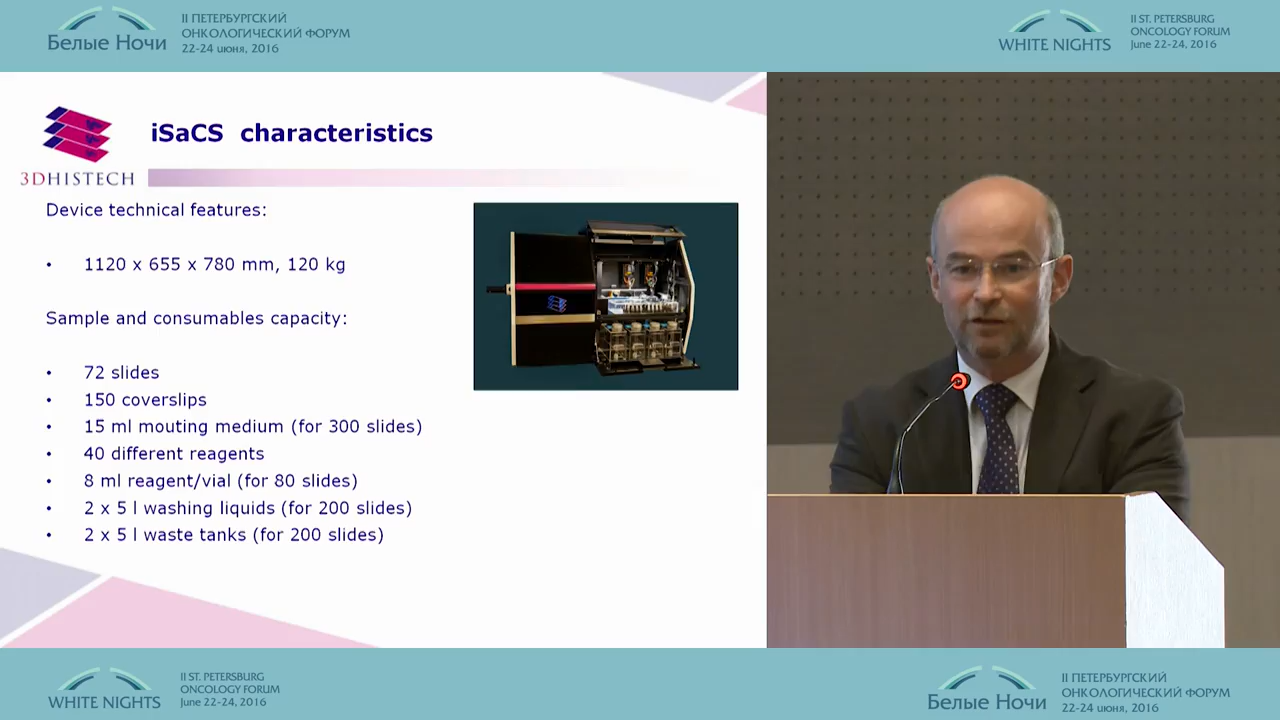 Белые Ночи
II ПЕТЕРБУРГСКИЙ
ОНКОЛОГИЧЕСКИЙ ФОРУМ
22-24 июня, 2016
WHITE NIGHTS
II ST. PETERSBURG
ONCOLOGY FORUM
June 22-24, 2016
3DHISTECH
iSaCS characteristics
Device technical features:
• 1120 x 655 x 780 mm, 120 kg
Sample and consumables capacity:
• 72 slides
• 150 coverslips
• 15 ml mouting medium (for 300 slides)
• 40 different reagents
• 8 ml reagent/vial (for 80 slides)
• 2 x 5 l washing liquids (for 200 slides)
• 2 x 5 l waste tanks (for 200 slides)
WHITE NIGHTS
II ST. PETERSBURG
ONCOLOGY FORUM
June 22-24, 2016
Белые Ночи
II ПЕТЕРБУРГСКИЙ
ОНКОЛОГИЧЕСКИЙ ФОРУМ
22-24 июня, 2016